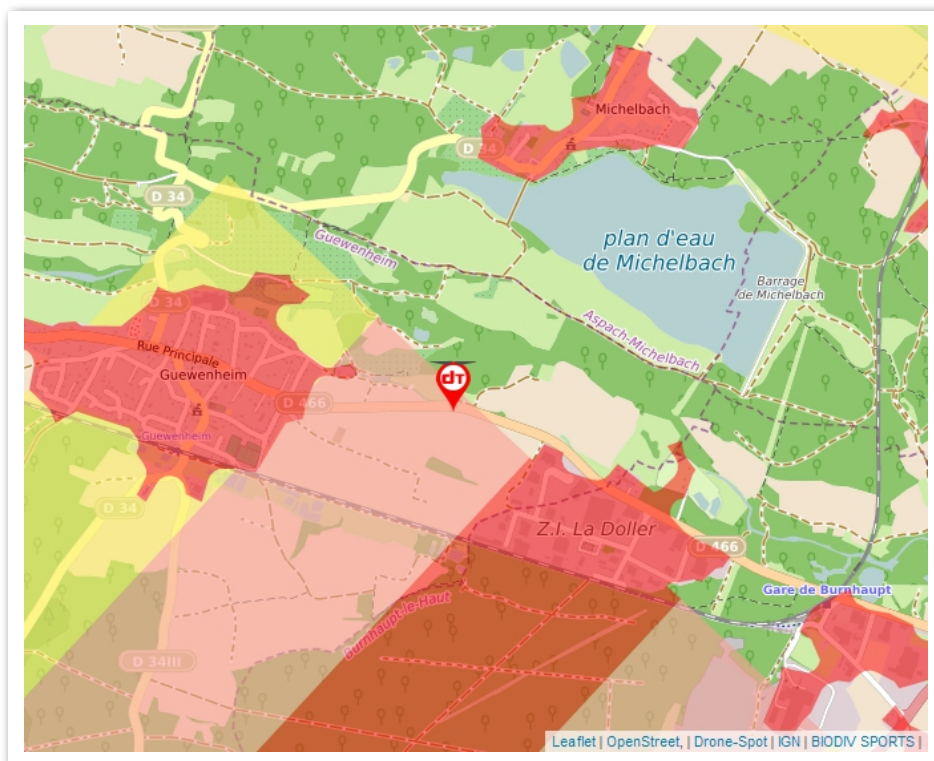 Michelbach
D 34
D 34
plan d'eau
de Michelbach
Guewenheim
Barrage
de Michelbach
D 34
Aspach-Michelbach
Rue Principale
Guewenheim
dT
D 466
Guewenheim
D 34
Z.I. La Doller
D 466
Gare de Burnhaupt
Burnhaupt-le-Haut
D 34III
Leaflet | OpenStreet, | Drone-Spot | IGN | BIODIV SPORTS |